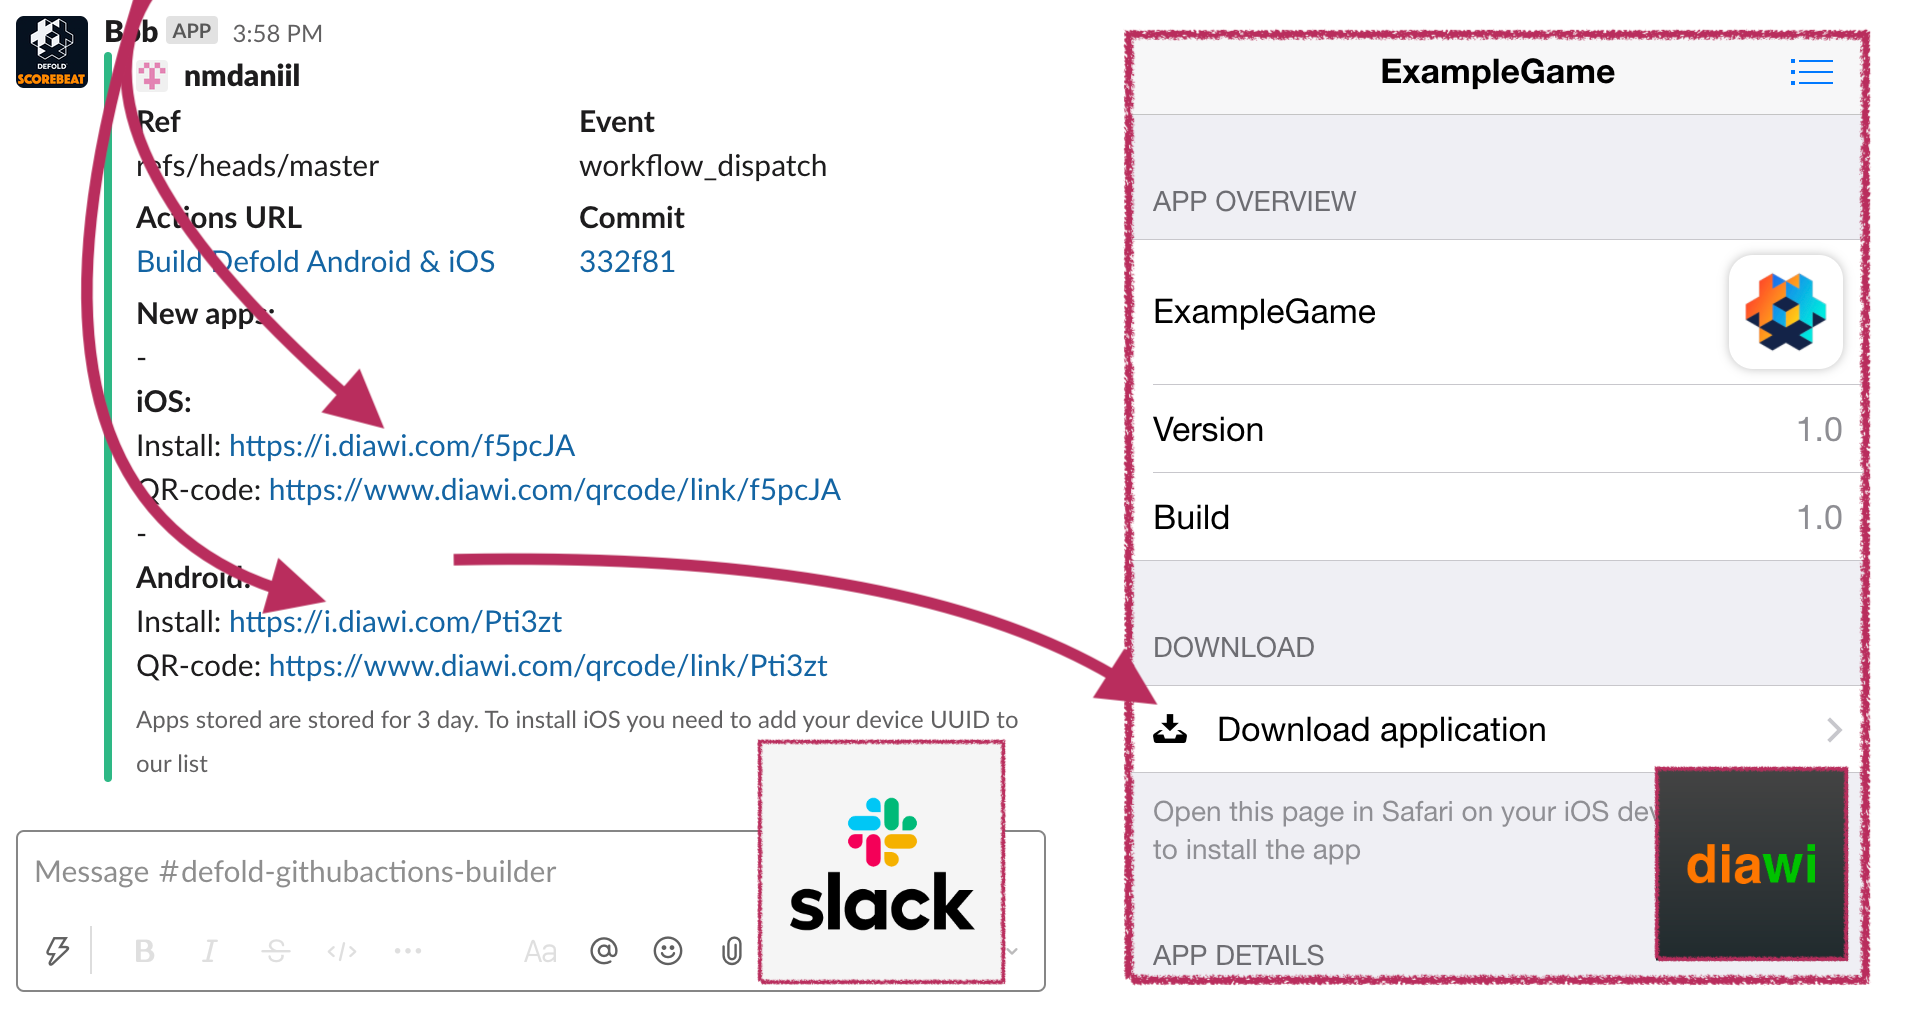 DEFOLD
SCOREBEAT
Bob APP 3:58 PM
nmdaniil
Ref Event
refs/heads/master workflow_dispatch
Actions URL Commit
Build Defold Android & iOS 332f81
New apps:
-
iOS:
Install: https://i.diawi.com/f5pcJA
QR-code: https://www.diawi.com/qrcode/link/f5pcJA
-
Android:
Install: https://i.diawi.com/Pti3zt
QR-code: https://www.diawi.com/qrcode/link/Pti3zt
Apps stored are stored for 3 day. To install iOS you need to add your device UUID to
our list
Message #defold-githubactions-builder
B I S </> ... Aa @
slack
ExampleGame
APP OVERVIEW
ExampleGame
Version 1.0
Build 1.0
DOWNLOAD
Download application
Open this page in Safari on your iOS
to install the app
diawi
APP DETAILS